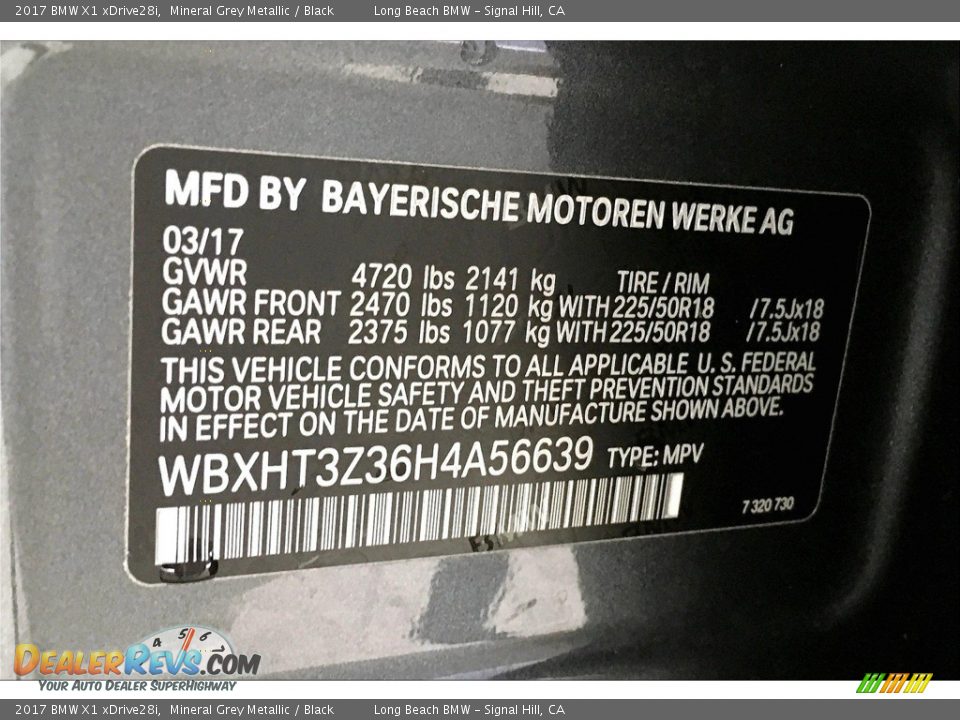 2017 BMW X1 xDrive28i, Mineral Grey Metallic / Black Long Beach BMW - Signal Hill, CA
MFD BY BAYERISCHE MOTOREN WERKE AG
03/17
GVWR 4720 lbs 2141 kg TIRE / RIM
GAWR FRONT 2470 lbs 1120 kg WITH 225/50R18 /7.5Jx18
GAWR REAR 2375 lbs 1077 kg WITH 225/50R18 /7.5Jx18
THIS VEHICLE CONFORMS TO ALL APPLICABLE U. S. FEDERAL
MOTOR VEHICLE SAFETY AND THEFT PREVENTION STANDARDS
IN EFFECT ON THE DATE OF MANUFACTURE SHOWN ABOVE.
WBXHT3Z36H4A56639 TYPE: MPV
7 320 730
BMW
4 5 6
DEALERREVS.COM
YOUR AUTO DEALER SUPERHIGHWAY
2017 BMW X1 xDrive28i, Mineral Grey Metallic / Black Long Beach BMW - Signal Hill, CA